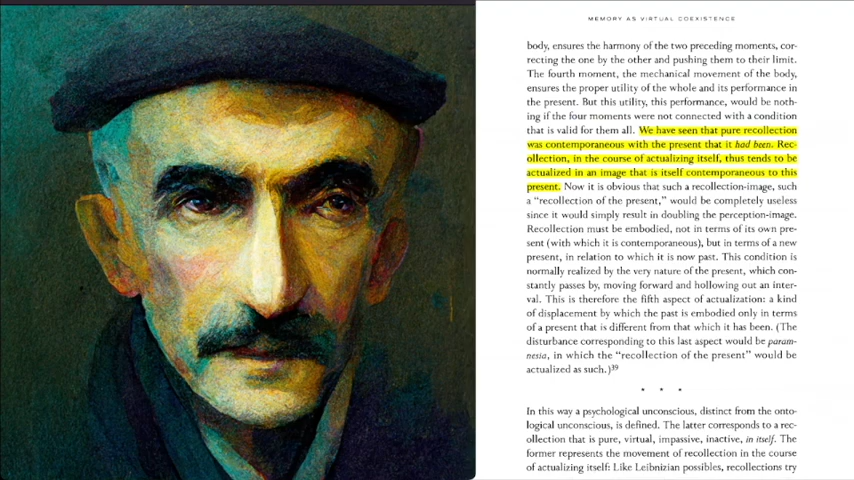 MEMORY AS VIRTUAL COEXISTENCE
body, ensures the harmony of the two preceding moments, cor-
recting the one by the other and pushing them to their limit.
The fourth moment, the mechanical movement of the body,
ensures the proper utility of the whole and its performance in
the present. But this utility, this performance, would be noth-
ing if the four moments were not connected with a condition
that is valid for them all. We have seen that pure recollection
was contemporaneous with the present that it had been. Rec-
ollection, in the course of actualizing itself, thus tends to be
actualized in an image that is itself contemporaneous to this
present. Now it is obvious that such a recollection-image, such
a “recollection of the present,” would be completely useless
since it would simply result in doubling the perception-image.
Recollection must be embodied, not in terms of its own pre-
sent (with which it is contemporaneous), but in terms of a new
present, in relation to which it is now past. This condition is
normally realized by the very nature of the present, which con-
stantly passes by, moving forward and hollowing out an inter-
val. This is therefore the fifth aspect of actualization: a kind
of displacement by which the past is embodied only in terms
of a present that is different from that which it has been. (The
disturbance corresponding to this last aspect would be param-
nesia, in which the “recollection of the present” would be
actualized as such.)39
* * *
In this way a psychological unconscious, distinct from the onto-
logical unconscious, is defined. The latter corresponds to a rec-
ollection that is pure, virtual, impassive, inactive, in itself. The
former represents the movement of recollection in the course
of actualizing itself: Like Leibnizian possibles, recollections try